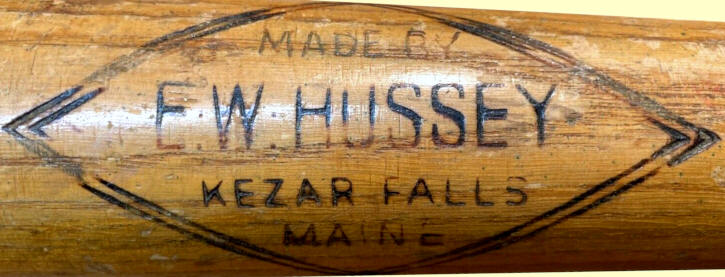 MADE BY
E.W. HUSSEY
KEZAR FALLS
MAINE